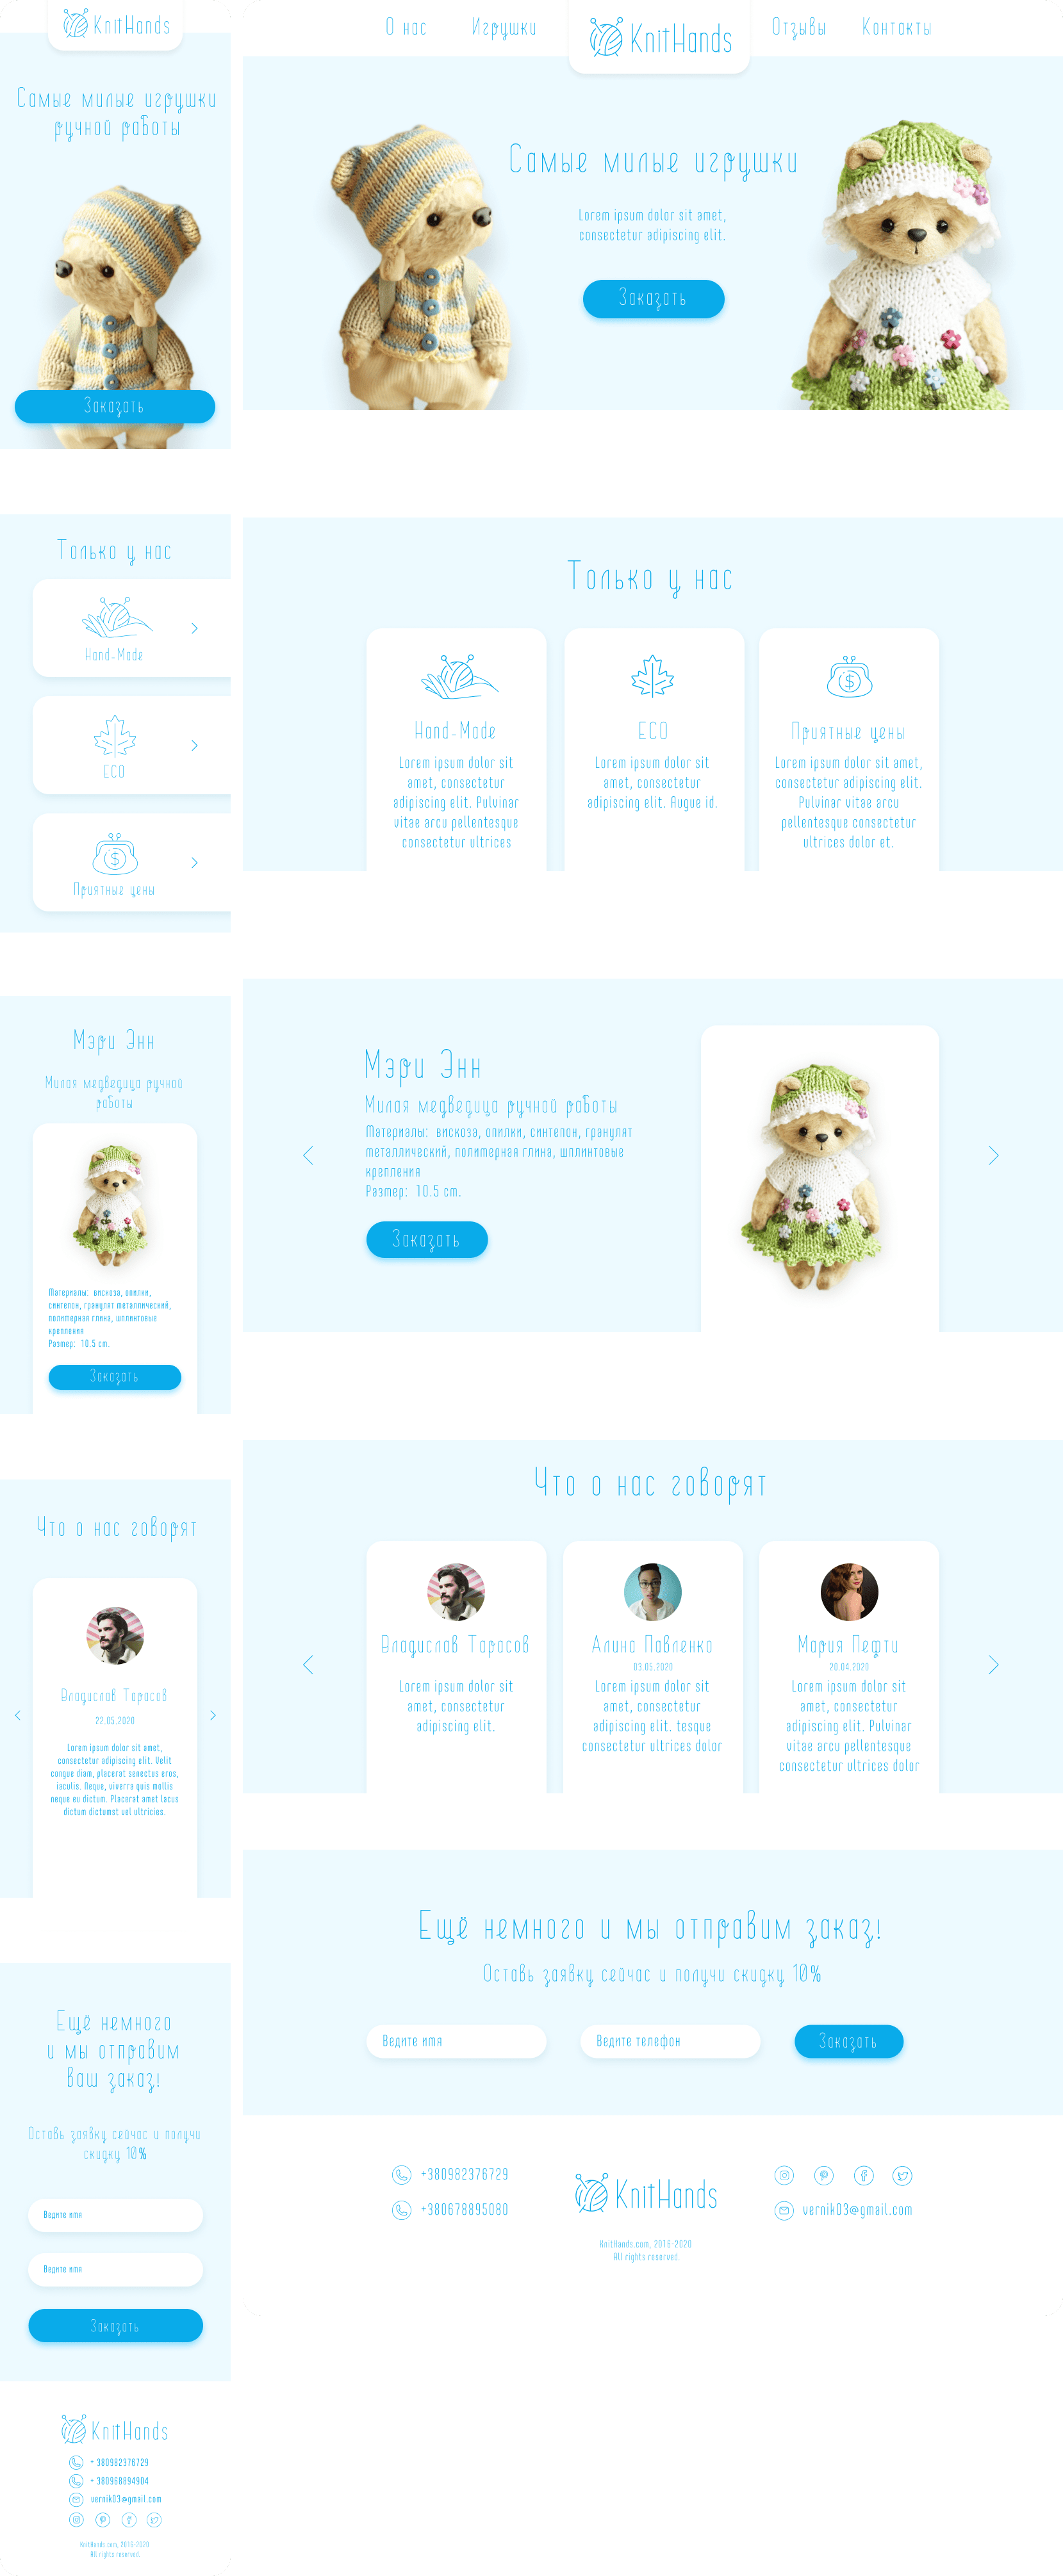 KnitHands
Самые милые игрушки
ручной работы
Заказать
Только у нас
Hand-Made
ECO
Приятные цены
Мэри Энн
Милая медведица ручной
работы
Материалы: вискоза, опилки,
синтепон, гранулят металлический,
полимерная глина, шплинтовые
крепления
Размер: 10.5 cm.
Заказать
Что о нас говорят
Владислав Тарасов
22.05.2020
Lorem ipsum dolor sit amet,
consectetur adipiscing elit. Velit
congue diam, placerat senectus eros,
iaculis. Neque, viverra quis mollis
neque eu dictum. Placerat amet lacus
dictum dictumst vel ultricies.
Ещё немного
и мы отправим
ваш заказ!
Оставь заявку сейчас и получи
скидку 10%
Ведите имя
Ведите имя
Заказать
KnitHands
+ 380982376729
+ 380968894904
vernik03@gmail.com
KnitHands.com, 2016-2020
All rights reserved.
О нас
Игрушки
KnitHands
Отзывы
Контакты
Самые милые игрушки
Lorem ipsum dolor sit amet,
consectetur adipiscing elit.
Заказать
Только у нас
Hand-Made
Lorem ipsum dolor sit
amet, consectetur
adipiscing elit. Pulvinar
vitae arcu pellentesque
consectetur ultrices
ECO
Lorem ipsum dolor sit
amet, consectetur
adipiscing elit. Augue id.
Приятные цены
Lorem ipsum dolor sit amet,
consectetur adipiscing elit.
Pulvinar vitae arcu
pellentesque consectetur
ultrices dolor et.
Мэри Энн
Милая медведица ручной работы
Материалы: вискоза, опилки, синтепон, гранулят
металлический, полимерная глина, шплинтовые
крепления
Размер: 10.5 cm.
Заказать
Что о нас говорят
Владислав Тарасов
Lorem ipsum dolor sit
amet, consectetur
adipiscing elit.
Алина Павленко
03.05.2020
Lorem ipsum dolor sit
amet, consectetur
adipiscing elit. tesque
consectetur ultrices dolor
Мария Пефти
20.04.2020
Lorem ipsum dolor sit
amet, consectetur
adipiscing elit. Pulvinar
vitae arcu pellentesque
consectetur ultrices dolor
Ещё немного и мы отправим заказ!
Оставь заявку сейчас и получи скидку 10%
Ведите имя
Ведите телефон
Заказать
+380982376729
+380678895080
KnitHands
KnitHands.com, 2016-2020
All rights reserved.
vernik03@gmail.com